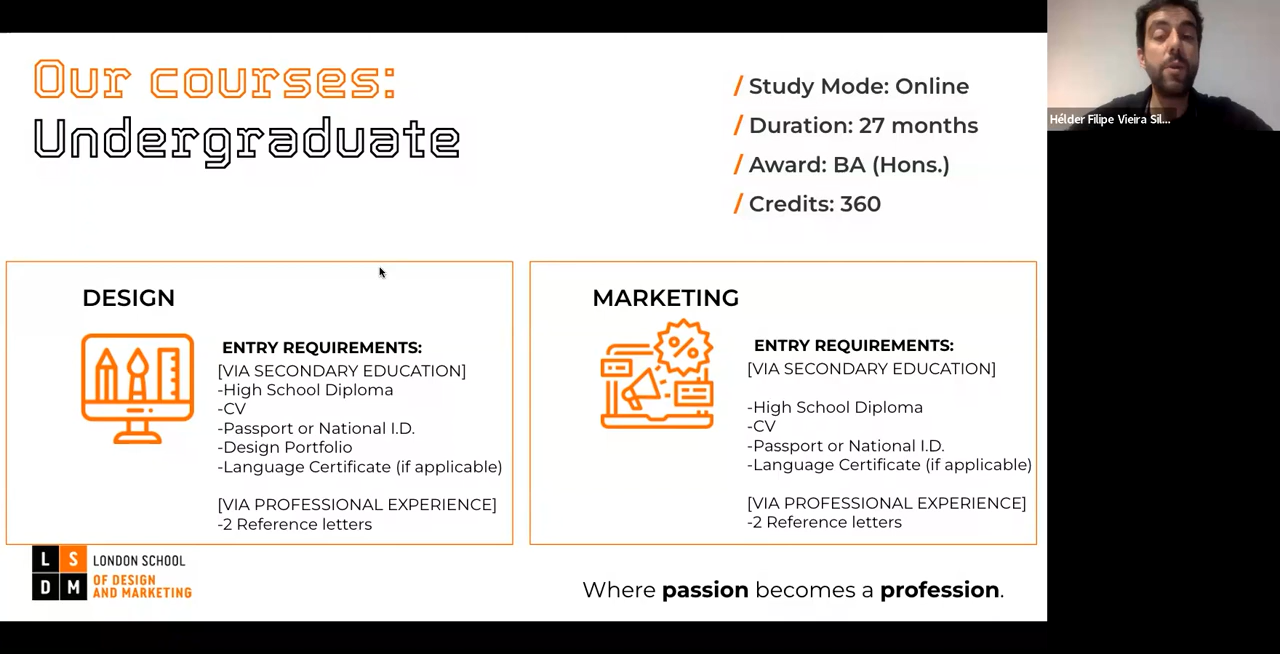 Our courses:
Undergraduate
/ Study Mode: Online
/ Duration: 27 months
/ Award: BA (Hons.)
/ Credits: 360
Hélder Filipe Vieira Sil...
DESIGN
ENTRY REQUIREMENTS:
[VIA SECONDARY EDUCATION]
-High School Diploma
-CV
-Passport or National I.D.
-Design Portfolio
-Language Certificate (if applicable)
[VIA PROFESSIONAL EXPERIENCE]
-2 Reference letters
MARKETING
%
ENTRY REQUIREMENTS:
[VIA SECONDARY EDUCATION]
-High School Diploma
-CV
-Passport or National I.D.
-Language Certificate (if applicable)
[VIA PROFESSIONAL EXPERIENCE]
-2 Reference letters
L S
D M
LONDON SCHOOL
OF DESIGN
AND MARKETING
Where passion becomes a profession.